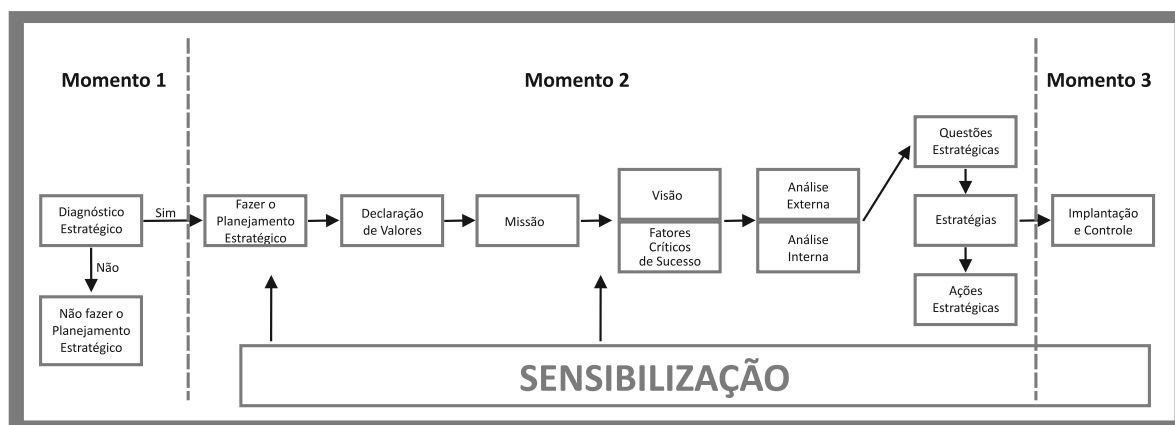 Momento 1
Momento 2
Momento 3
Diagnóstico
Estratégico
Sim
Não
Não fazer o
Planejamento
Estratégico
Fazer o
Planejamento
Estratégico
Declaração
de Valores
Missão
Visão
Fatores
Críticos
de Sucesso
Análise
Externa
Análise
Interna
Questões
Estratégicas
Estratégias
Ações
Estratégicas
Implantação
e Controle
SENSIBILIZAÇÃO